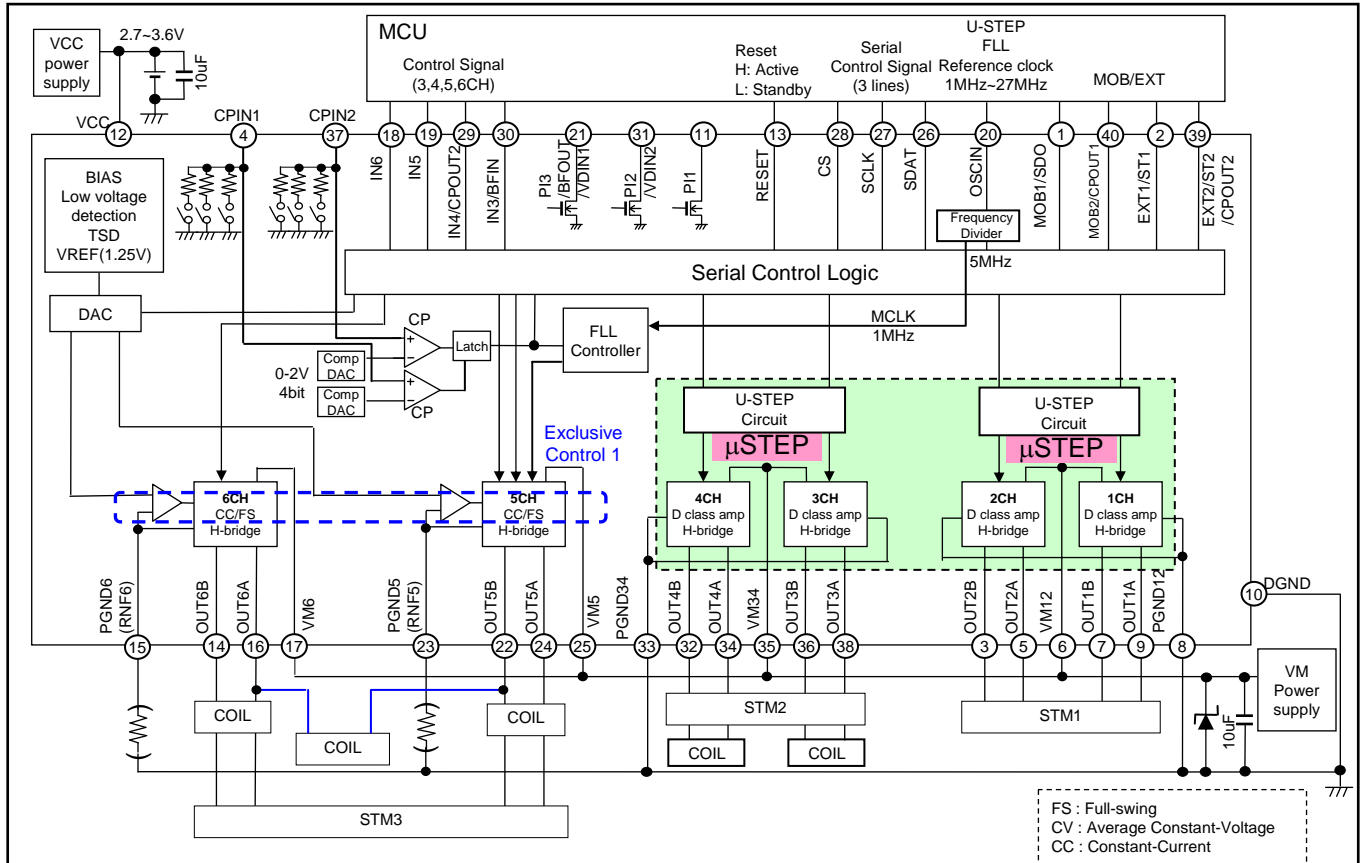 VCC
power
supply
2.7~3.6V
10uF
MCU
Control Signal
(3,4,5,6CH)
Reset
H: Active
L: Standby
Serial
Control Signal
(3 lines)
U-STEP
FLL
Reference clock
1MHz~27MHz
MOB/EXT
VCC
12
CPIN1
4
CPIN2
37
18
19
29
30
21
31
11
13
28
27
26
20
1
40
2
39
IN6
IN5
IN4/CPOUT2
IN3/BFIN
PI3
/BFOUT
/VDIN1
PI2
/VDIN2
PI1
RESET
CS
SCLK
SDAT
OSCIN
MOB1/SDO
MOB2/CPOUT1
EXT1/ST1
EXT2/ST2
/CPOUT2
BIAS
Low voltage
detection
TSD
VREF(1.25V)
Frequency
Divider
5MHz
Serial Control Logic
DAC
CP
+
−
Latch
Comp
DAC
0-2V
4bit
+
−
Comp
DAC
CP
FLL
Controller
MCLK
1MHz
U-STEP
Circuit
μSTEP
U-STEP
Circuit
μSTEP
Exclusive
Control 1
6CH
CC/FS
H-bridge
5CH
CC/FS
H-bridge
4CH
D class amp
H-bridge
3CH
D class amp
H-bridge
2CH
D class amp
H-bridge
1CH
D class amp
H-bridge
PGND6
(RNF6)
OUT6B
OUT6A
VM6
PGND5
(RNF5)
OUT5B
OUT5A
VM5
PGND34
OUT4B
OUT4A
VM34
OUT3B
OUT3A
OUT2B
OUT2A
VM12
OUT1B
OUT1A
PGND12
10
DGND
15
14
16
17
23
22
24
25
33
32
34
35
36
38
3
5
6
7
9
8
COIL
COIL
COIL
STM2
COIL
COIL
STM1
10uF
VM
Power
supply
STM3
FS : Full-swing
CV : Average Constant-Voltage
CC : Constant-Current